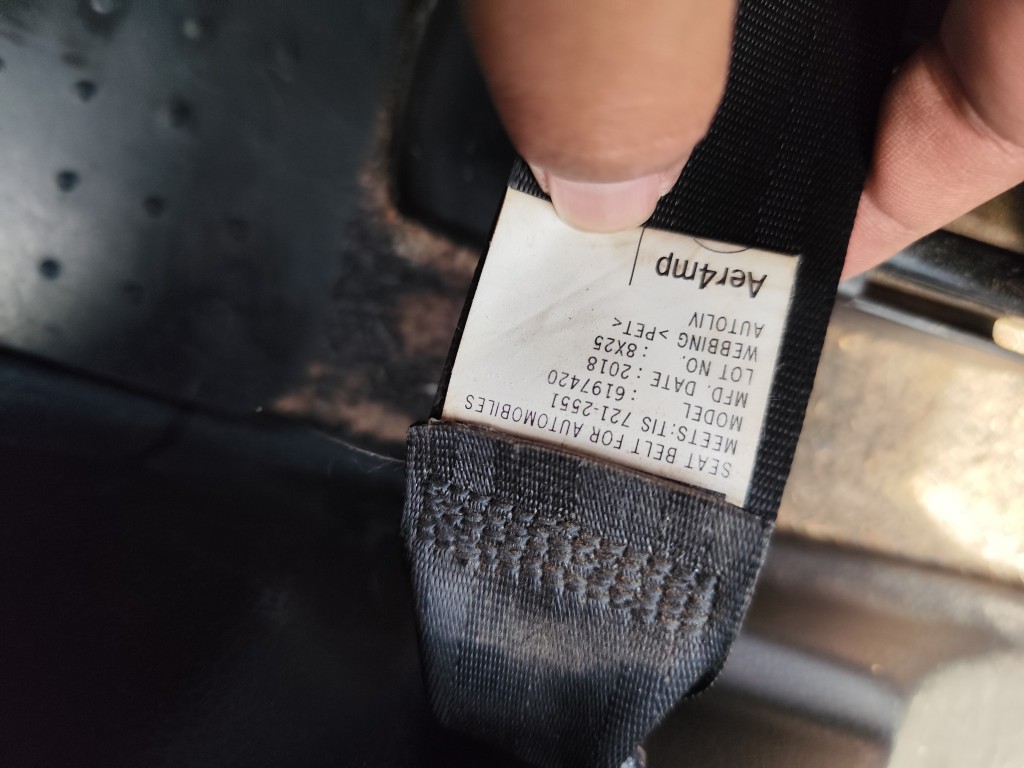 SEAT BELT FOR AUTOMOBILES
MEETS:TIS 721-2551
MODEL : 6197420
MFD. DATE : 2018
LOT NO. : 8X25
WEBBING >PET<
AUTOLIV
Aer4mp